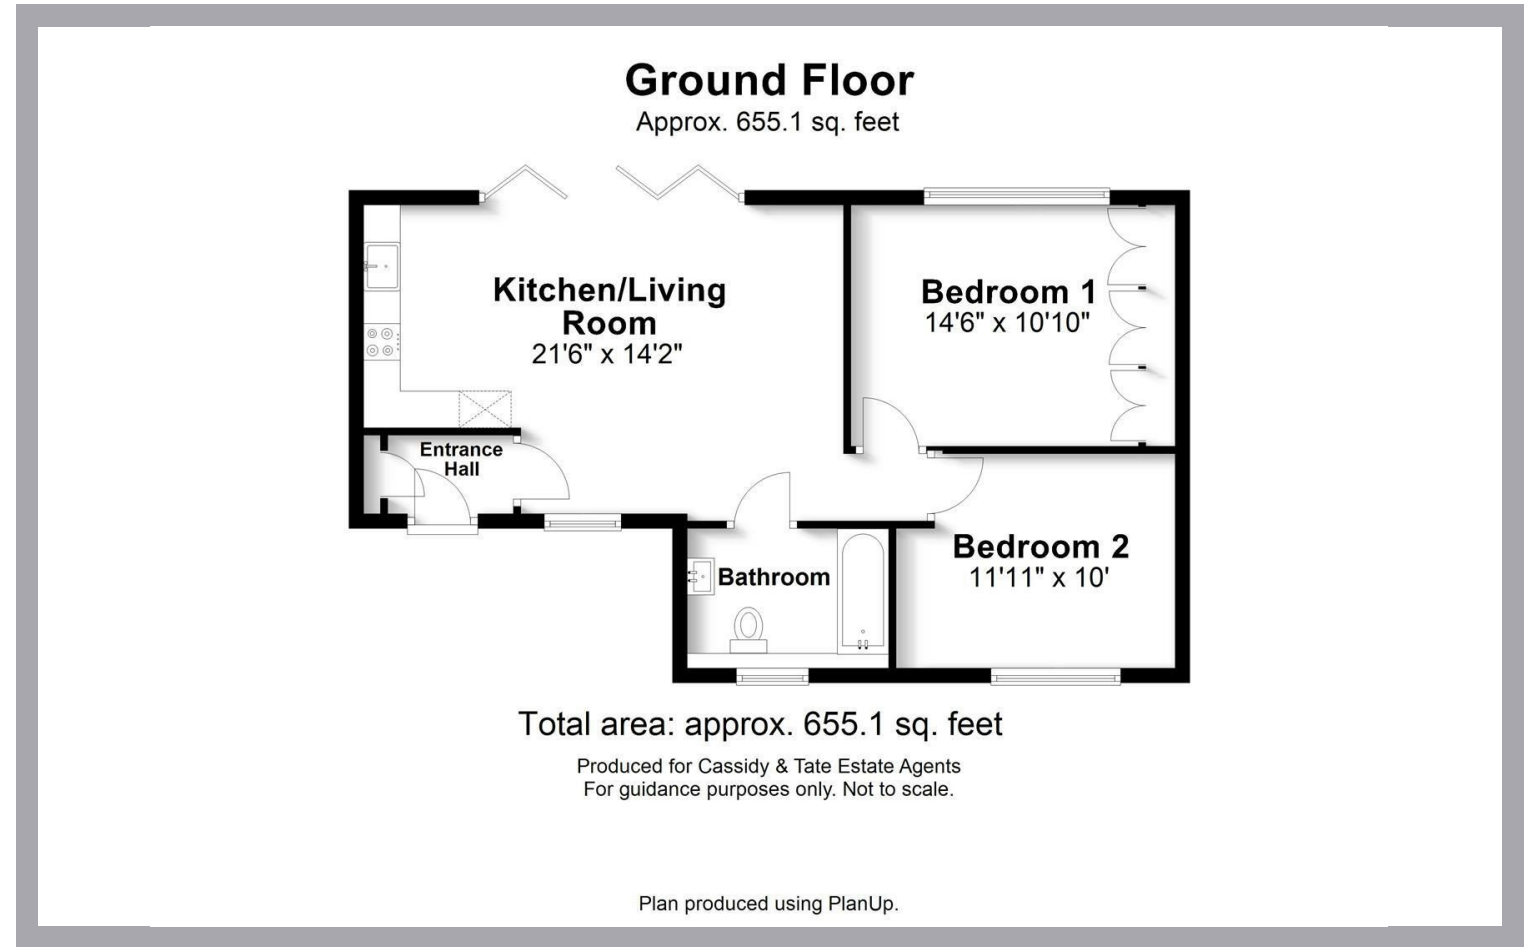 Ground Floor
Approx. 655.1 sq. feet
Kitchen/Living
Room
21'6" x 14'2"
Bedroom 1
14'6" x 10'10"
Entrance
Hall
Bathroom
Bedroom 2
11'11" x 10'
Total area: approx. 655.1 sq. feet
Produced for Cassidy & Tate Estate Agents
For guidance purposes only. Not to scale.
Plan produced using PlanUp.